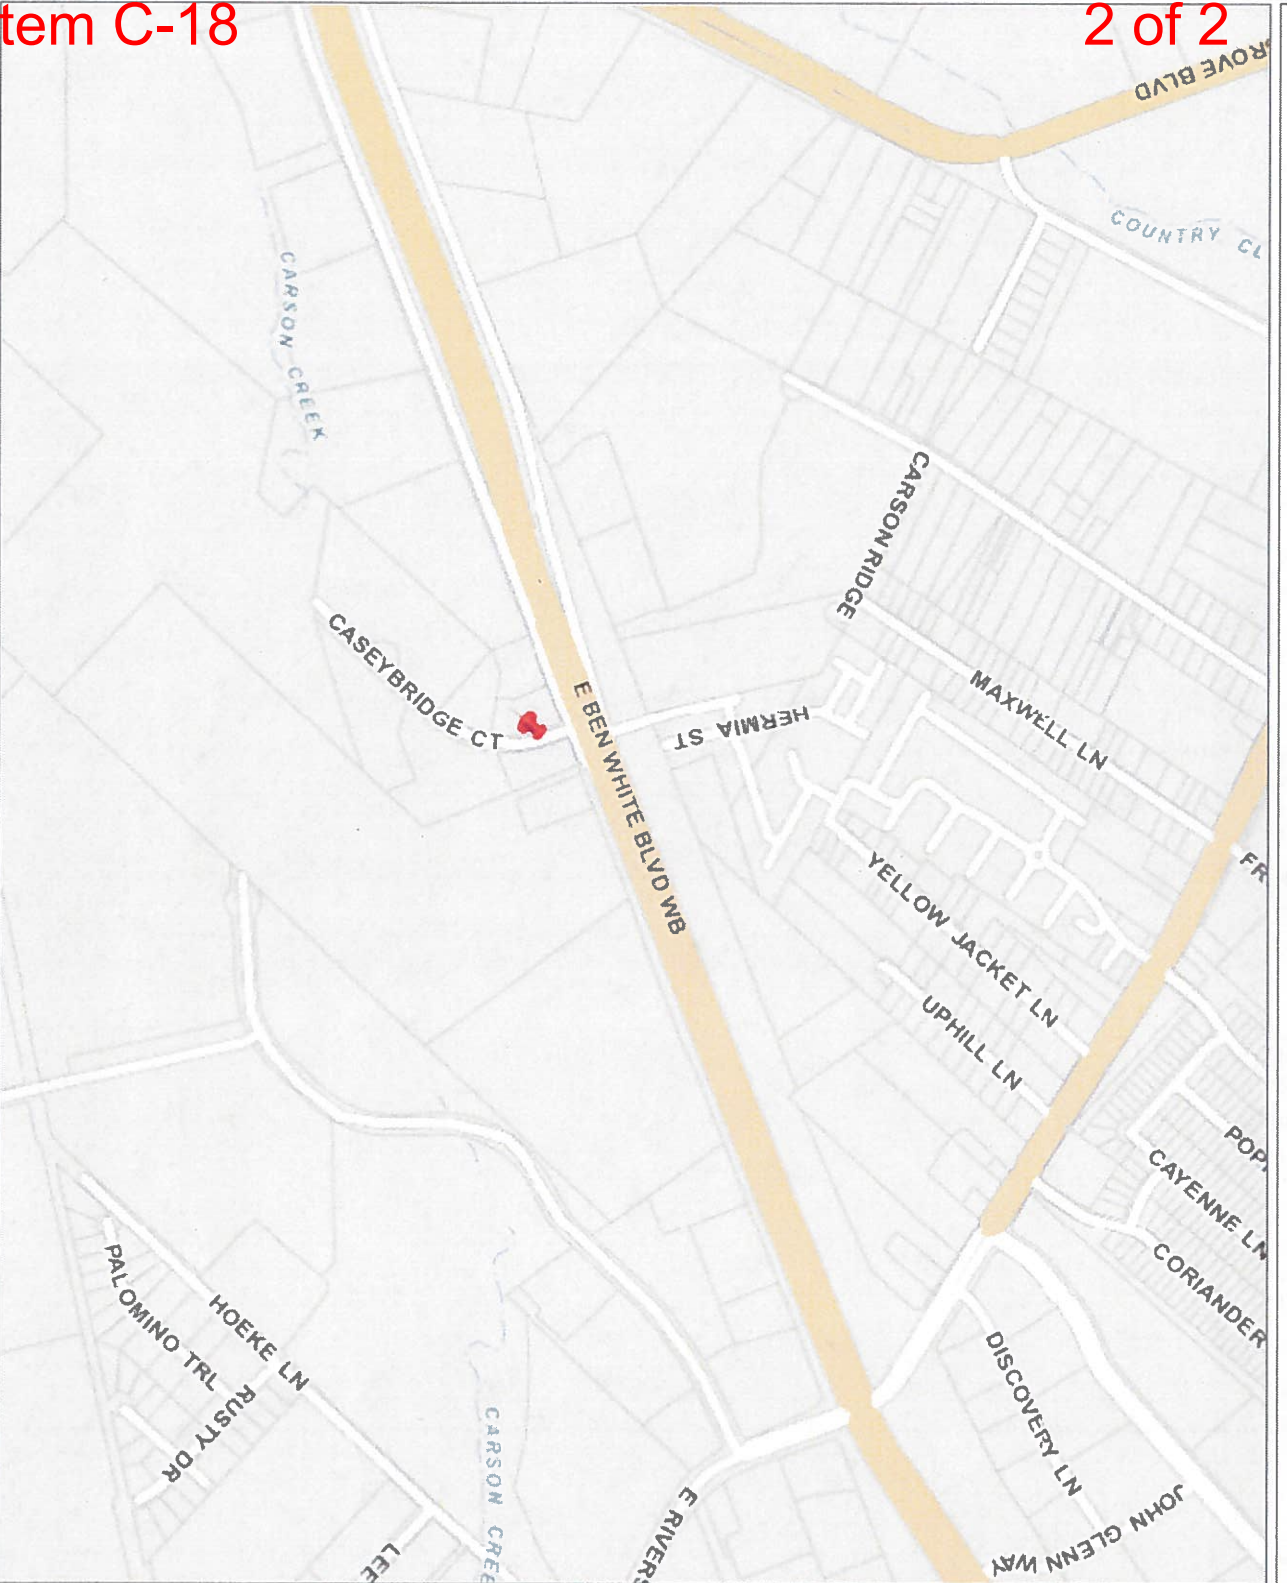 tem C-18
2 of 2
ROVE BLVD
COUNTRY CL
CARSON CREEK
CARSON RIDGE
CASEYBRIDGE CT
E BEN WHITE BLVD WB
HERMIA ST
MAXWELL LN
FR
YELLOW JACKET LN
UPHILL LN
POP
CAYENNE LN
CORIANDER
PALOMINO TRL
HOEKE LN
RUSTY DR
DISCOVERY LN
CARSON CREE
E RIVERS
LEE
JOHN GLENN WAY